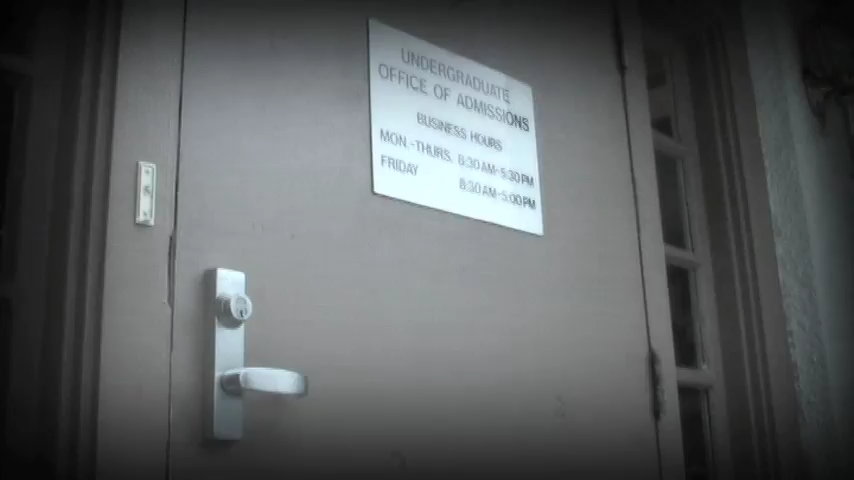 UNDERGRADUATE
OFFICE OF ADMISSIONS
BUSINESS HOURS
MON.-THURS. 8:30 AM-5:30 PM
FRIDAY 8:30 AM-5:00 PM